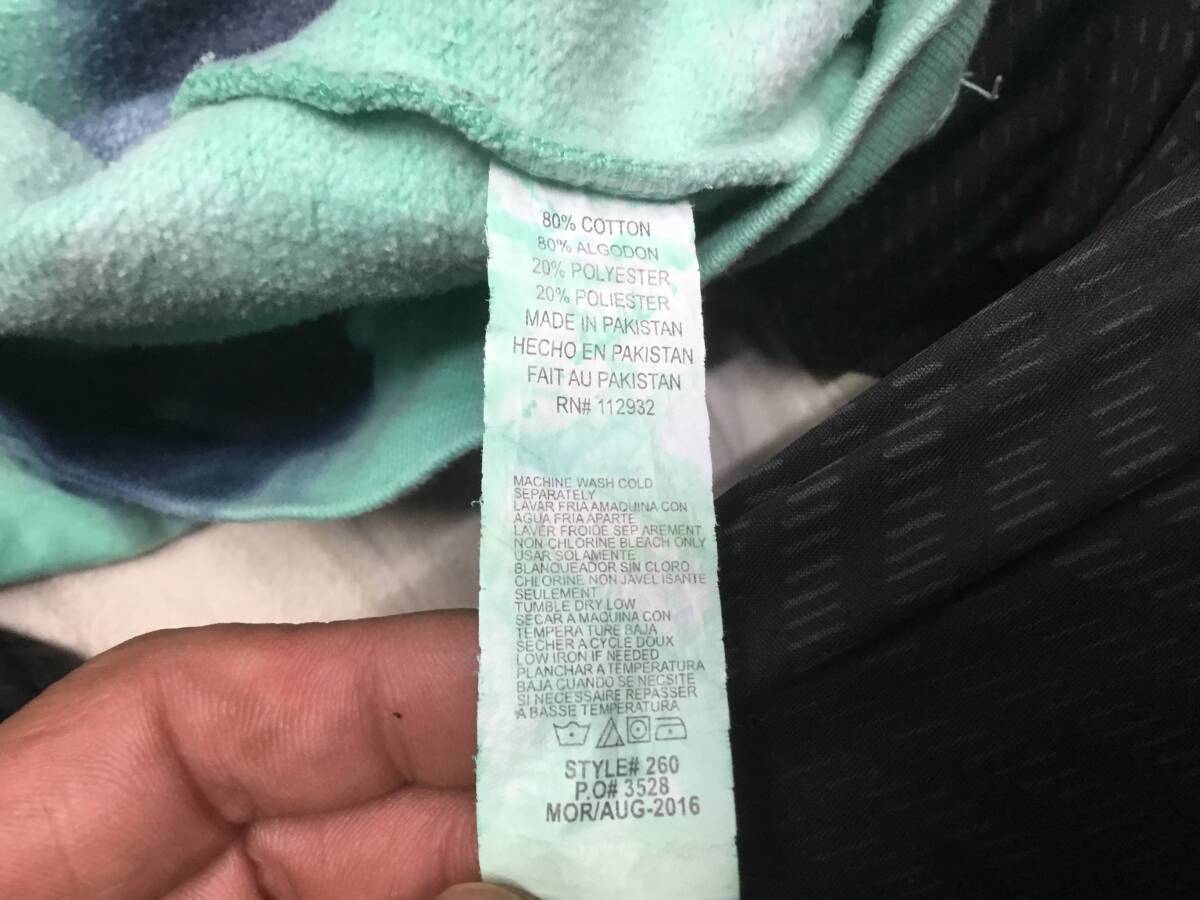 80% COTTON
80% ALGODON
20% POLYESTER
20% POLIESTER
MADE IN PAKISTAN
HECHO EN PAKISTAN
FAIT AU PAKISTAN
RN# 112932
MACHINE WASH COLD
SEPARATELY
LAVAR FRIA AMAQUINA CON
AGUA FRIA APARTE
LAVER FROIDE SEP AREMENT
NON CHLORINE BLEACH ONLY
USAR SOLAMENTE
BLANQUEADOR SIN CLORO
CHLORINE NON JAVEL ISANTE
SEULEMENT
TUMBLE DRY LOW
SECAR A MAQUINA CON
TEMPERA TURE BAJA
SECHER A CYCLE DOUX
LOW IRON IF NEEDED
PLANCHAR A TEMPERATURA
BAJA CUANDO SE NECSITE
SI NECESSAIRE REPASSER
A BASSE TEMPERATURA
STYLE# 260
P.O# 3528
MOR/AUG-2016